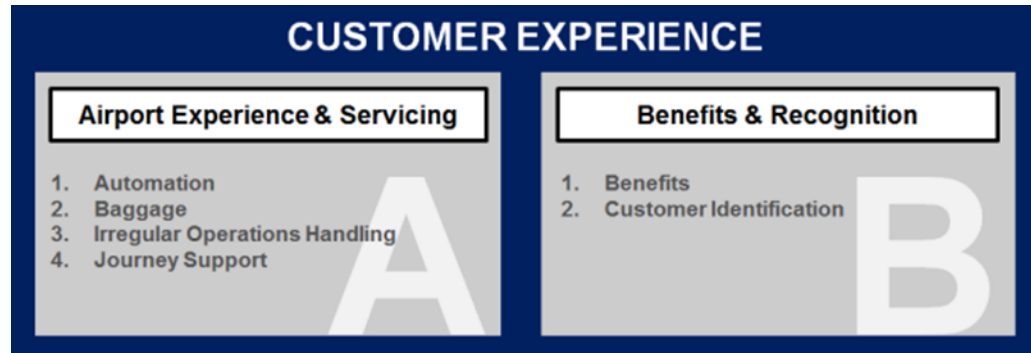 CUSTOMER EXPERIENCE
Airport Experience & Servicing
1. Automation
2. Baggage
3. Irregular Operations Handling
4. Journey Support
A
Benefits & Recognition
1. Benefits
2. Customer Identification
B